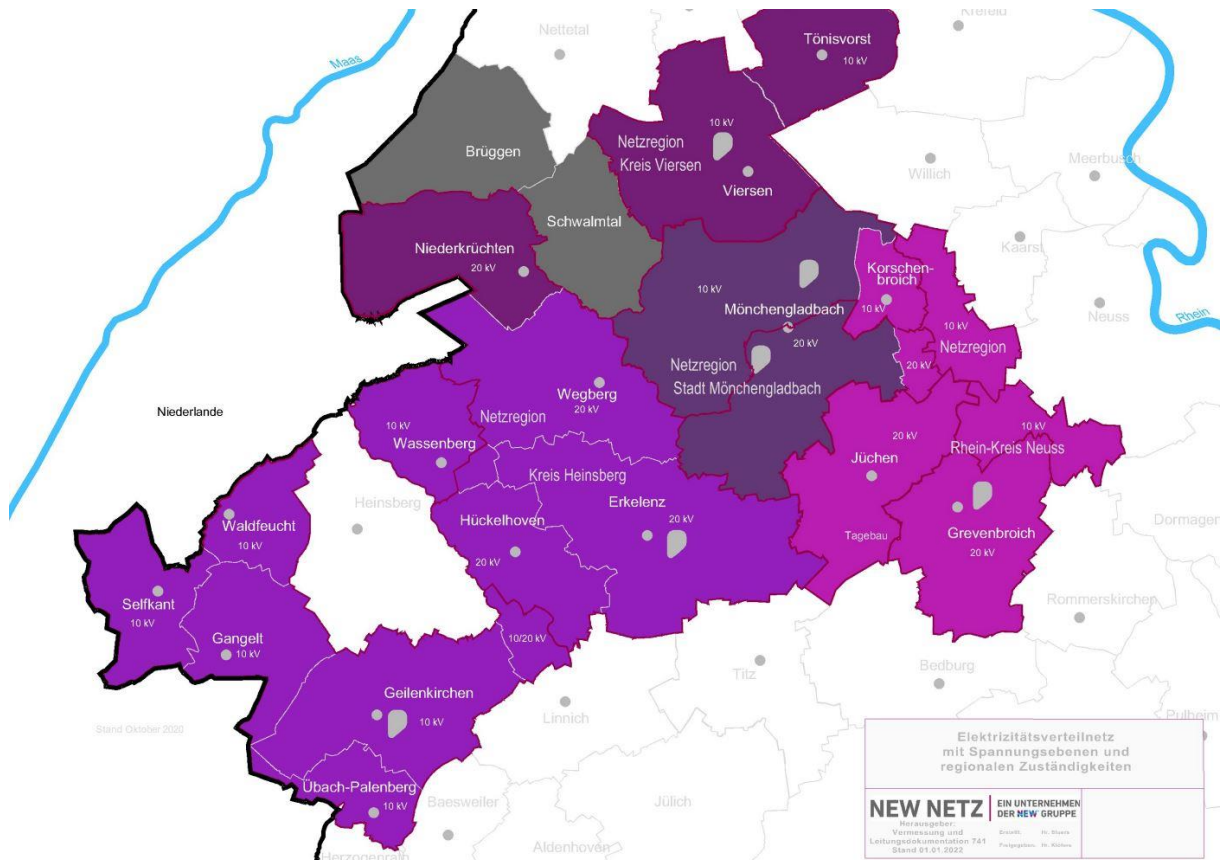 Nettetal
Krefeld
Tönisvorst
10 kV
Maas
10 kV
Netzregion
Kreis Viersen
Viersen
Brüggen
Willich
Meerbusch
Schwalmtal
Niederkrüchten
20 kV
Kaarst
Korschen-
broich
10 kV
10 kV
Mönchengladbach
20 kV
Neuss
Rhein
10 kV
Netzregion
20 kV
Netzregion
Stadt Mönchengladbach
Niederlande
Wegberg
20 kV
Netzregion
10 kV
Wassenberg
Kreis Heinsberg
20 kV
Jüchen
10 kV
Rhein-Kreis Neuss
Heinsberg
Hückelhoven
20 kV
Erkelenz
20 kV
Tagebau
Grevenbroich
20 kV
Dormagen
Waldfeucht
10 kV
Selfkant
10 kV
Gangelt
10 kV
10/20 kV
Rommerskirchen
Titz
Bedburg
Geilenkirchen
10 kV
Linnich
Pulheim
Stand Oktober 2020
Übach-Palenberg
10 kV
Baesweiler
Jülich
Aldenhoven
Herzogenrath
Elektrizitätsverteilnetz
mit Spannungsebenen und
regionalen Zuständigkeiten
NEW NETZ
EIN UNTERNEHMEN
DER NEW GRUPPE
Herausgeber:
Vermessung und
Leitungsdokumentation 741
Stand 01.01.2022
Erstellt:
Freigegeben: